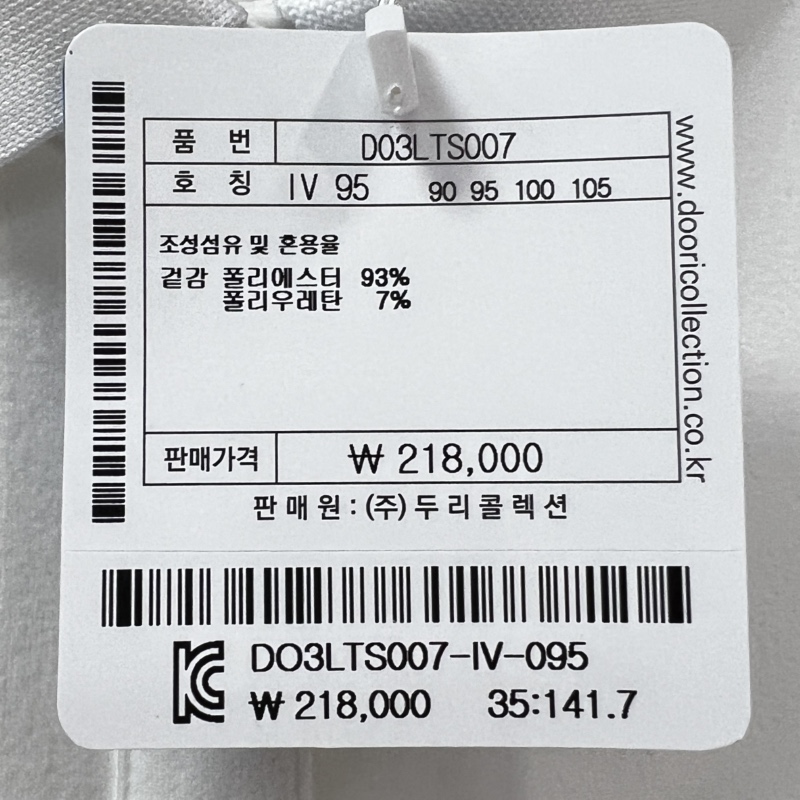 품 번 D03LTS007
호 칭 IV 95 90 95 100 105
조성섬유 및 혼용율
겉감 폴리에스터 93%
폴리우레탄 7%
판매가격 ₩ 218,000
판매원 : (주)두리콜렉션
www.dooricollection.co.kr
DO3LTS007-IV-095
₩ 218,000 35:141.7